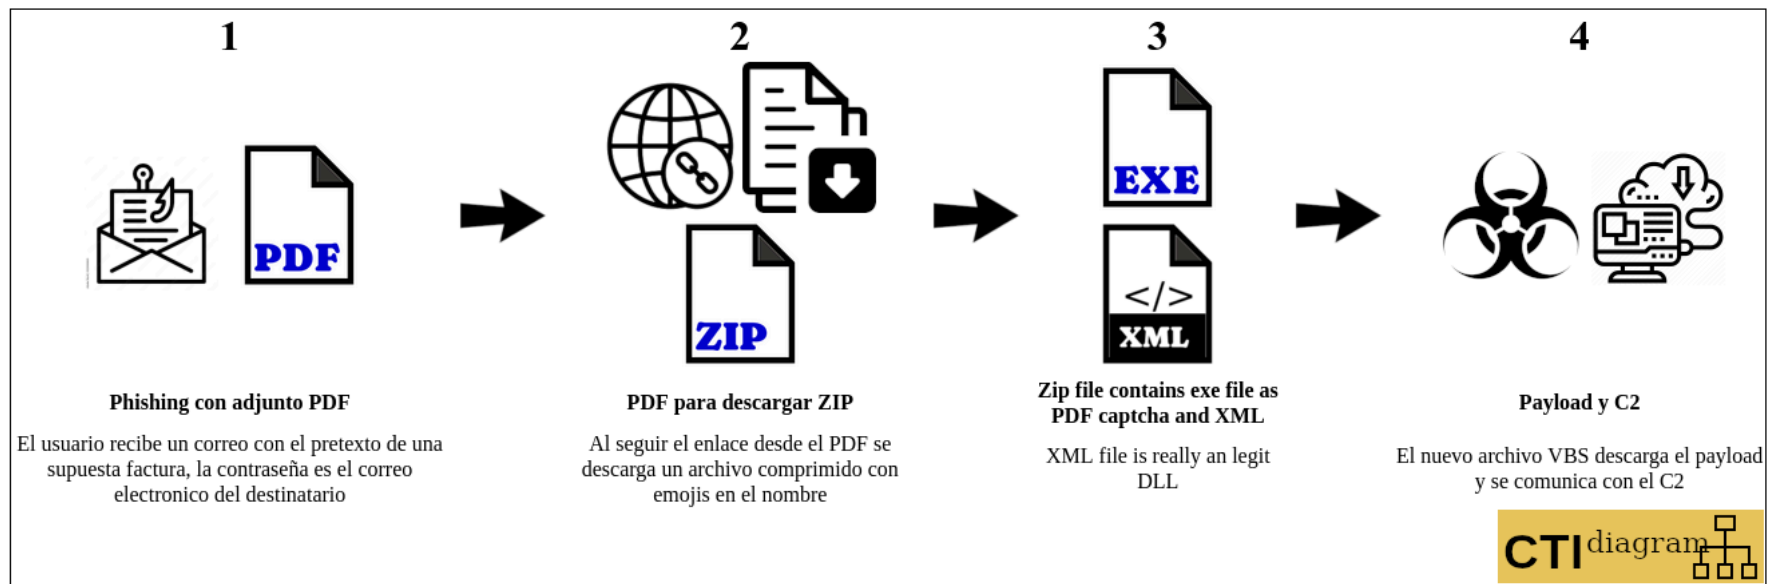 1
2
3
4
PDF
ZIP
EXE
</>
XML
Phishing con adjunto PDF
El usuario recibe un correo con el pretexto de una
supuesta factura, la contraseña es el correo
electronico del destinatario
PDF para descargar ZIP
Al seguir el enlace desde el PDF se
descarga un archivo comprimido con
emojis en el nombre
Zip file contains exe file as
PDF captcha and XML
XML file is really an legit
DLL
Payload y C2
El nuevo archivo VBS descarga el payload
y se comunica con el C2
CTI diagram